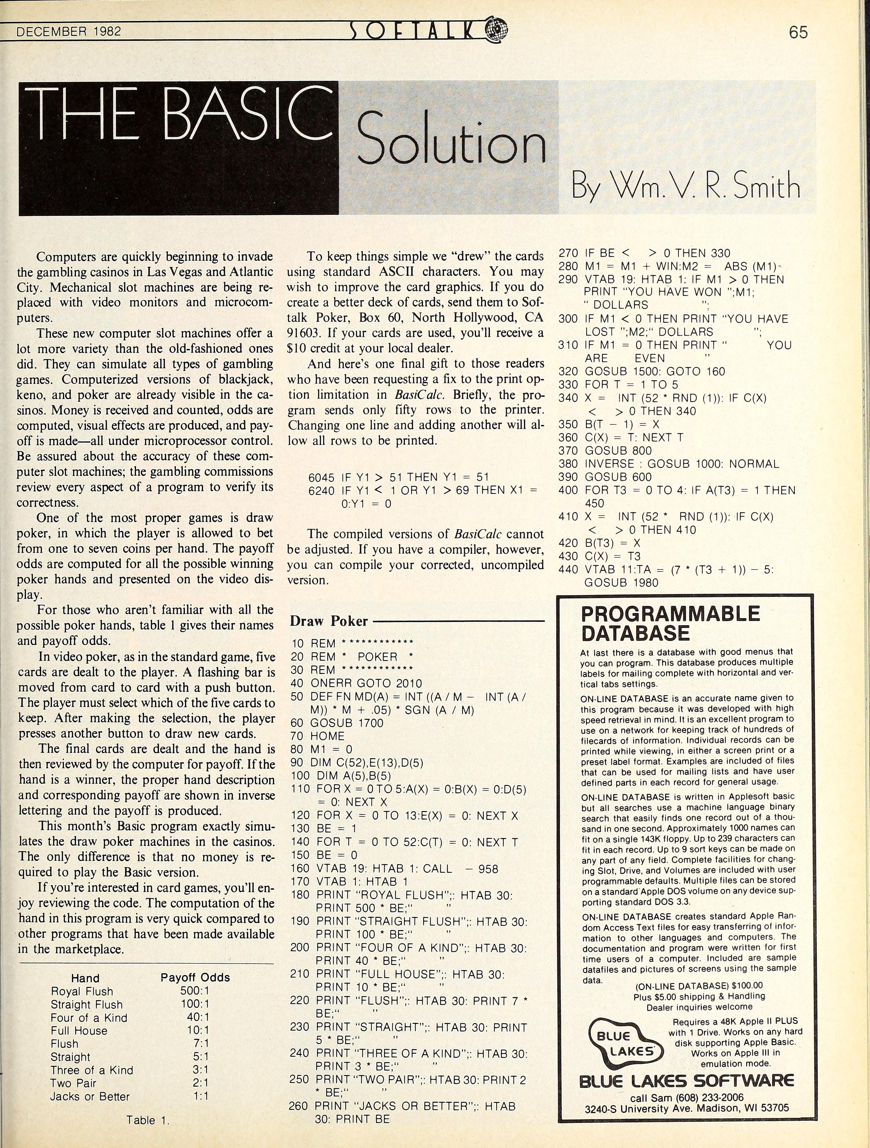 DECEMBER 1982
SOFTALK
65
THE BASIC
Solution
By Wm. V. R. Smith
Computers are quickly beginning to invade
the gambling casinos in Las Vegas and Atlantic
City. Mechanical slot machines are being re-
placed with video monitors and microcom-
puters.
These new computer slot machines offer a
lot more variety than the old-fashioned ones
did. They can simulate all types of gambling
games. Computerized versions of blackjack,
keno, and poker are already visible in the ca-
sinos. Money is received and counted, odds are
computed, visual effects are produced, and pay-
off is made—all under microprocessor control.
Be assured about the accuracy of these com-
puter slot machines; the gambling commissions
review every aspect of a program to verify its
correctness.
One of the most proper games is draw
poker, in which the player is allowed to bet
from one to seven coins per hand. The payoff
odds are computed for all the possible winning
poker hands and presented on the video dis-
play.
For those who aren't familiar with all the
possible poker hands, table 1 gives their names
and payoff odds.
In video poker, as in the standard game, five
cards are dealt to the player. A flashing bar is
moved from card to card with a push button.
The player must select which of the five cards to
keep. After making the selection, the player
presses another button to draw new cards.
The final cards are dealt and the hand is
then reviewed by the computer for payoff. If the
hand is a winner, the proper hand description
and corresponding payoff are shown in inverse
lettering and the payoff is produced.
This month's Basic program exactly simu-
lates the draw poker machines in the casinos.
The only difference is that no money is re-
quired to play the Basic version.
If you're interested in card games, you'll en-
joy reviewing the code. The computation of the
hand in this program is very quick compared to
other programs that have been made available
in the marketplace.
Hand Payoff Odds
Royal Flush 500:1
Straight Flush 100:1
Four of a Kind 40:1
Full House 10:1
Flush 7:1
Straight 5:1
Three of a Kind 3:1
Two Pair 2:1
Jacks or Better 1:1
Table 1.
To keep things simple we "drew" the cards
using standard ASCII characters. You may
wish to improve the card graphics. If you do
create a better deck of cards, send them to Sof-
talk Poker, Box 60, North Hollywood, CA
91603. If your cards are used, you'll receive a
$10 credit at your local dealer.
And here's one final gift to those readers
who have been requesting a fix to the print op-
tion limitation in BasiCalc. Briefly, the pro-
gram sends only fifty rows to the printer.
Changing one line and adding another will al-
low all rows to be printed.
6045 IF Y1 > 51 THEN Y1 = 51
6240 IF Y1 < 1 OR Y1 > 69 THEN X1 =
0:Y1 = 0
The compiled versions of BasiCalc cannot
be adjusted. If you have a compiler, however,
you can compile your corrected, uncompiled
version.
Draw Poker
10 REM ************
20 REM * POKER *
30 REM ************
40 ONERR GOTO 2010
50 DEF FN MD(A) = INT ((A / M – INT (A /
M)) * M + .05) * SGN (A / M)
60 GOSUB 1700
70 HOME
80 M1 = 0
90 DIM C(52),E(13),D(5)
100 DIM A(5),B(5)
110 FOR X = 0 TO 5:A(X) = 0:B(X) = 0:D(5)
= 0: NEXT X
120 FOR X = 0 TO 13:E(X) = 0: NEXT X
130 BE = 1
140 FOR T = 0 TO 52:C(T) = 0: NEXT T
150 BE = 0
160 VTAB 19: HTAB 1: CALL – 958
170 VTAB 1: HTAB 1
180 PRINT "ROYAL FLUSH";: HTAB 30:
PRINT 500 * BE;" "
190 PRINT "STRAIGHT FLUSH";: HTAB 30:
PRINT 100 * BE;" "
200 PRINT "FOUR OF A KIND";: HTAB 30:
PRINT 40 * BE;" "
210 PRINT "FULL HOUSE";: HTAB 30:
PRINT 10 * BE;" "
220 PRINT "FLUSH";: HTAB 30: PRINT 7 *
BE;" "
230 PRINT "STRAIGHT";: HTAB 30: PRINT
5 * BE;" "
240 PRINT "THREE OF A KIND";: HTAB 30:
PRINT 3 * BE;" "
250 PRINT "TWO PAIR";: HTAB 30: PRINT 2
* BE;" "
260 PRINT "JACKS OR BETTER";: HTAB
30: PRINT BE
270 IF BE < > 0 THEN 330
280 M1 = M1 + WIN:M2 = ABS (M1)
290 VTAB 19: HTAB 1: IF M1 > 0 THEN
PRINT "YOU HAVE WON ";M1;
" DOLLARS ";
300 IF M1 < 0 THEN PRINT "YOU HAVE
LOST ";M2;" DOLLARS ";
310 IF M1 = 0 THEN PRINT " YOU
ARE EVEN "
320 GOSUB 1500: GOTO 160
330 FOR T = 1 TO 5
340 X = INT (52 * RND (1)): IF C(X)
< > 0 THEN 340
350 B(T – 1) = X
360 C(X) = T: NEXT T
370 GOSUB 800
380 INVERSE : GOSUB 1000: NORMAL
390 GOSUB 600
400 FOR T3 = 0 TO 4: IF A(T3) = 1 THEN
450
410 X = INT (52 * RND (1)): IF C(X)
< > 0 THEN 410
420 B(T3) = X
430 C(X) = T3
440 VTAB 11:TA = (7 * (T3 + 1)) – 5:
GOSUB 1980
PROGRAMMABLE
DATABASE
At last there is a database with good menus that
you can program. This database produces multiple
labels for mailing complete with horizontal and ver-
tical tabs settings.
ON-LINE DATABASE is an accurate name given to
this program because it was developed with high
speed retrieval in mind. It is an excellent program to
use on a network for keeping track of hundreds of
filecards of information. Individual records can be
printed while viewing, in either a screen print or a
preset label format. Examples are included of files
that can be used for mailing lists and have user
defined parts in each record for general usage.
ON-LINE DATABASE is written in Applesoft basic
but all searches use a machine language binary
search that easily finds one record out of a thou-
sand in one second. Approximately 1000 names can
fit on a single 143K floppy. Up to 239 characters can
fit in each record. Up to 9 sort keys can be made on
any part of any field. Complete facilities for chang-
ing Slot, Drive, and Volumes are included with user
programmable defaults. Multiple files can be stored
on a standard Apple DOS volume on any device sup-
porting standard DOS 3.3.
ON-LINE DATABASE creates standard Apple Ran-
dom Access Text files for easy transferring of infor-
mation to other languages and computers. The
documentation and program were written for first
time users of a computer. Included are sample
datafiles and pictures of screens using the sample
data.
(ON-LINE DATABASE) $100.00
Plus $5.00 shipping & Handling
Dealer inquiries welcome
BLUE
LAKES
Requires a 48K Apple II PLUS
with 1 Drive. Works on any hard
disk supporting Apple Basic.
Works on Apple III in
emulation mode.
BLUE LAKES SOFTWARE
call Sam (608) 233-2006
3240-S University Ave. Madison, WI 53705